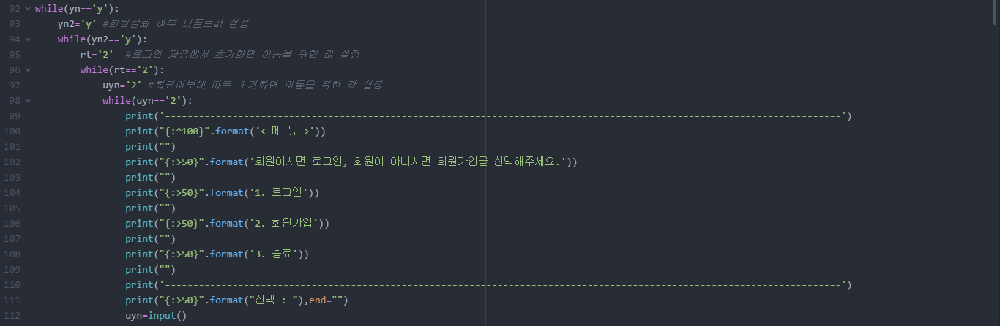 92 while(yn=='y'):
93     yn2='y' #회원탈퇴 여부 디폴트값 설정
94     while(yn2=='y'):
95         rt='2'  #로그인 과정에서 초기화면 이동을 위한 값 설정
96         while(rt=='2'):
97             uyn='2' #회원여부에 따른 초기화면 이동을 위한 값 설정
98             while(uyn=='2'):
99                 print('------------------------------------------------------------------------------------------------------------------------')
100                 print("{:^100}".format('< 메 뉴 >'))
101                 print("")
102                 print("{:>50}".format('회원이시면 로그인, 회원이 아니시면 회원가입을 선택해주세요.'))
103                 print("")
104                 print("{:>50}".format('1. 로그인'))
105                 print("")
106                 print("{:>50}".format('2. 회원가입'))
107                 print("")
108                 print("{:>50}".format('3. 종료'))
109                 print("")
110                 print('------------------------------------------------------------------------------------------------------------------------')
111                 print("{:>50}".format("선택 : "),end="")
112                 uyn=input()